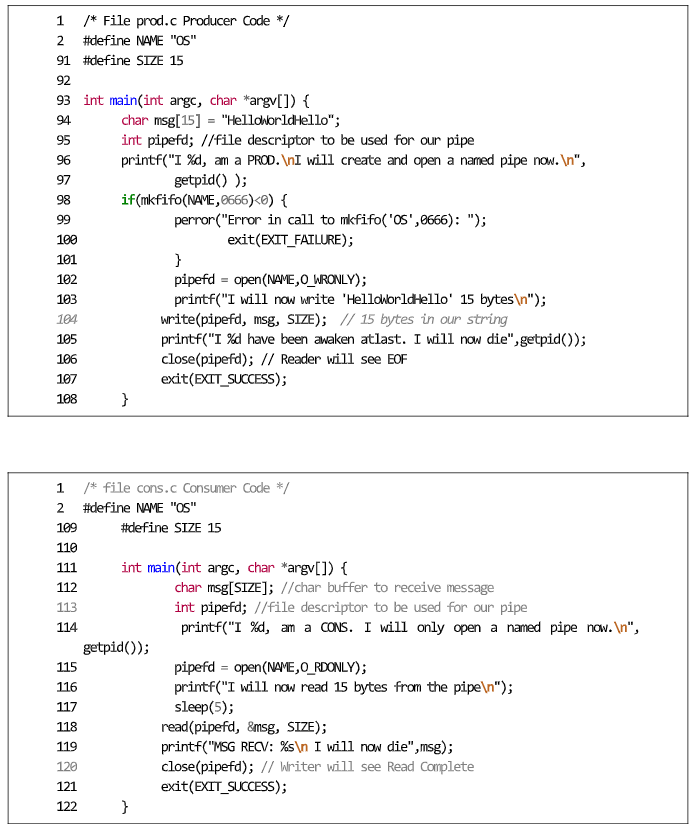 1 /* File prod.c Producer Code */
2 #define NAME "OS"
91 #define SIZE 15
92
93 int main(int argc, char *argv[]) {
94 char msg[15] = "HelloWorldHello";
95 int pipefd; //file descriptor to be used for our pipe
96 printf("I %d, am a PROD.\nI will create and open a named pipe now.\n",
97 getpid() );
98 if(mkfifo(NAME,0666)<0) {
99 perror("Error in call to mkfifo('OS',0666): ");
100 exit(EXIT_FAILURE);
101 }
102 pipefd = open(NAME,O_WRONLY);
103 printf("I will now write 'HelloWorldHello' 15 bytes\n");
104 write(pipefd, msg, SIZE); // 15 bytes in our string
105 printf("I %d have been awaken atlast. I will now die",getpid());
106 close(pipefd); // Reader will see EOF
107 exit(EXIT_SUCCESS);
108 }
1 /* file cons.c Consumer Code */
2 #define NAME "OS"
109 #define SIZE 15
110
111 int main(int argc, char *argv[]) {
112 char msg[SIZE]; //char buffer to receive message
113 int pipefd; //file descriptor to be used for our pipe
114 printf("I %d, am a CONS. I will only open a named pipe now.\n",
getpid());
115 pipefd = open(NAME,O_RDONLY);
116 printf("I will now read 15 bytes from the pipe\n");
117 sleep(5);
118 read(pipefd, &msg, SIZE);
119 printf("MSG RECV: %s\n I will now die",msg);
120 close(pipefd); // Writer will see Read Complete
121 exit(EXIT_SUCCESS);
122 }